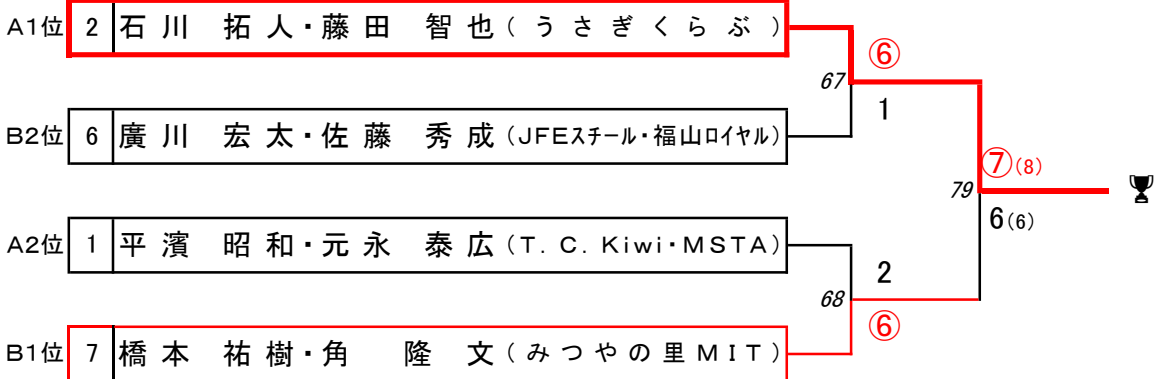 A1位 2 石川 拓人・藤田 智也(うさぎくらぶ)
⑥
67
1
B2位 6 廣川 宏太・佐藤 秀成(JFEスチール・福山ロイヤル)
⑦(8)
79
6(6)
A2位 1 平濱 昭和・元永 泰広(T.C.Kiwi・MSTA)
2
68
⑥
B1位 7 橋本 祐樹・角 隆文(みつやの里MIT)